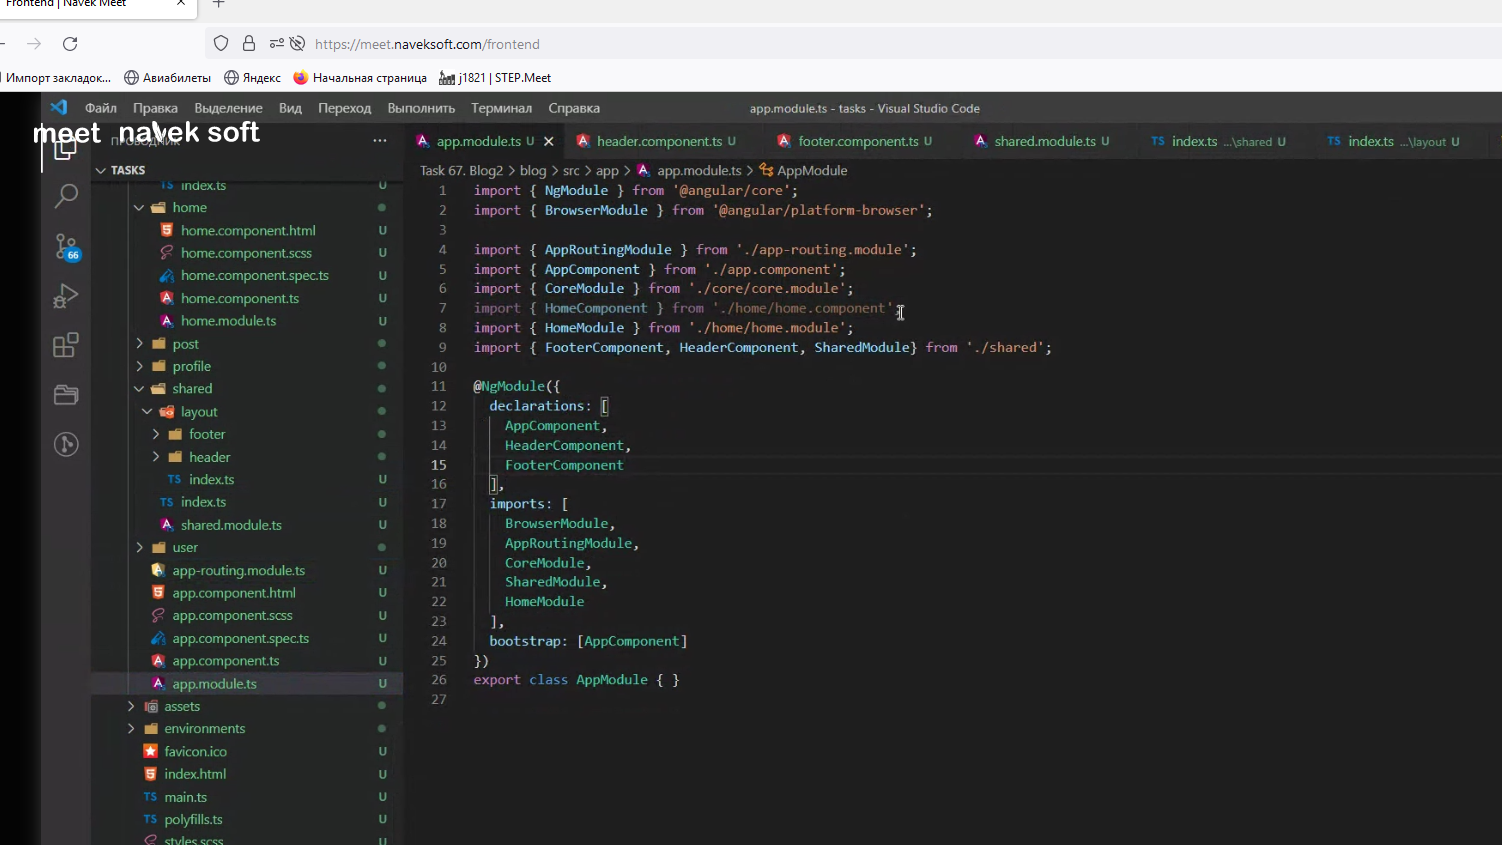 Frontend | Navek Meet
https://meet.naveksoft.com/frontend
Импорт закладок... Авиабилеты Яндекс Начальная страница j1821 | STEP.Meet
Файл Правка Выделение Вид Переход Выполнить Терминал Справка app.module.ts - tasks - Visual Studio Code
meet navek soft
ПРОВОДНИК ...
app.module.ts U header.component.ts U footer.component.ts U shared.module.ts U TS index.ts ...\shared U TS index.ts ...\layout U
TASKS
Task 67. Blog2 > blog > src > app > app.module.ts > AppModule
TS index.ts U
home
home.component.html U
home.component.scss U
home.component.spec.ts U
home.component.ts U
home.module.ts U
post
profile
shared
layout
footer
header
TS index.ts U
TS index.ts U
shared.module.ts U
user
app-routing.module.ts U
app.component.html U
app.component.scss U
app.component.spec.ts U
app.component.ts U
app.module.ts U
assets
environments
favicon.ico U
index.html U
TS main.ts U
TS polyfills.ts U
styles.scss U
66
1 import { NgModule } from '@angular/core';
2 import { BrowserModule } from '@angular/platform-browser';
3
4 import { AppRoutingModule } from './app-routing.module';
5 import { AppComponent } from './app.component';
6 import { CoreModule } from './core/core.module';
7 import { HomeComponent } from './home/home.component';
8 import { HomeModule } from './home/home.module';
9 import { FooterComponent, HeaderComponent, SharedModule} from './shared';
10
11 @NgModule({
12 declarations: [
13 AppComponent,
14 HeaderComponent,
15 FooterComponent
16 ],
17 imports: [
18 BrowserModule,
19 AppRoutingModule,
20 CoreModule,
21 SharedModule,
22 HomeModule
23 ],
24 bootstrap: [AppComponent]
25 })
26 export class AppModule { }
27